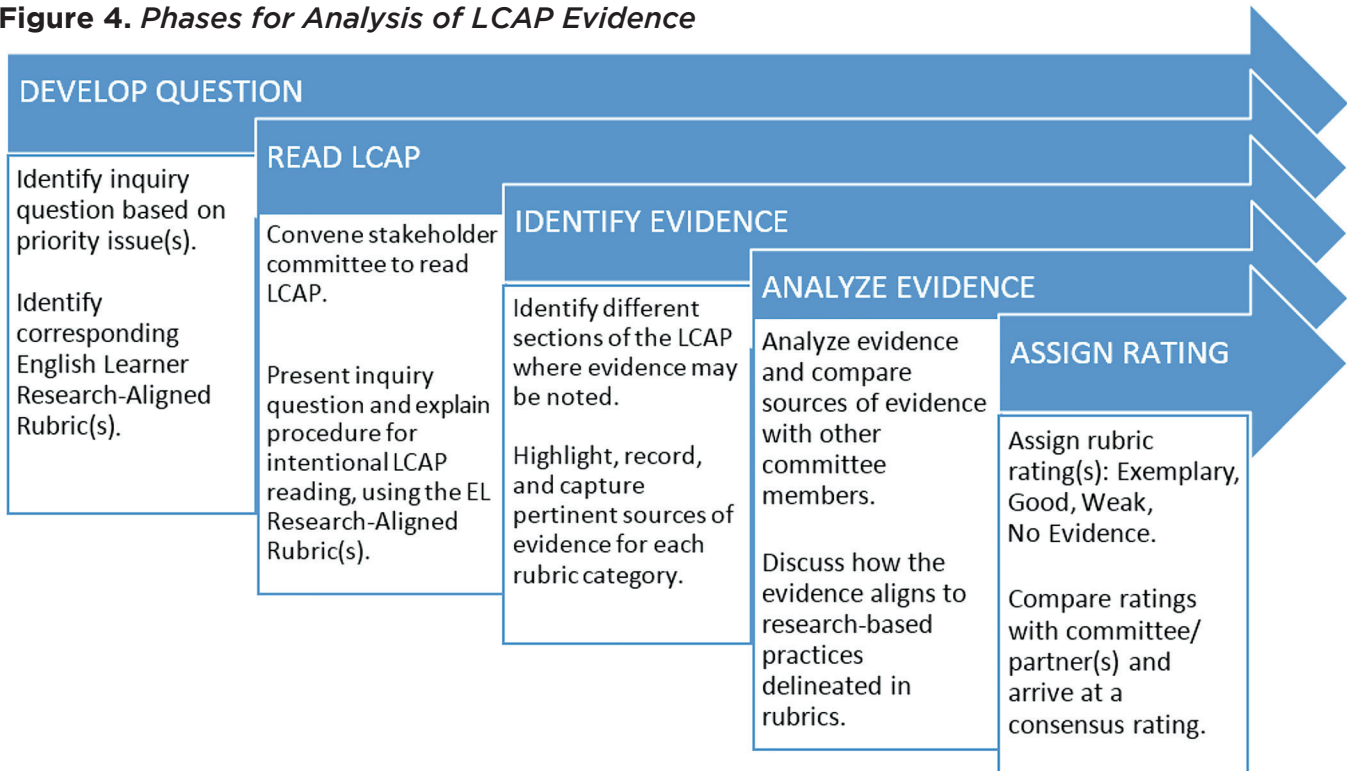 Figure 4. Phases for Analysis of LCAP Evidence
DEVELOP QUESTION
Identify inquiry
question based on
priority issue(s).
Identify
corresponding
English Learner
Research-Aligned
Rubric(s).
READ LCAP
Convene stakeholder
committee to read
LCAP.
Present inquiry
question and explain
procedure for
intentional LCAP
reading, using the EL
Research-Aligned
Rubric(s).
IDENTIFY EVIDENCE
Identify different
sections of the LCAP
where evidence may
be noted.
Highlight, record,
and capture
pertinent sources of
evidence for each
rubric category.
ANALYZE EVIDENCE
Analyze evidence
and compare
sources of evidence
with other
committee
members.
Discuss how the
evidence aligns to
research-based
practices
delineated in
rubrics.
ASSIGN RATING
Assign rubric
rating(s): Exemplary,
Good, Weak,
No Evidence.
Compare ratings
with committee/
partner(s) and
arrive at a
consensus rating.